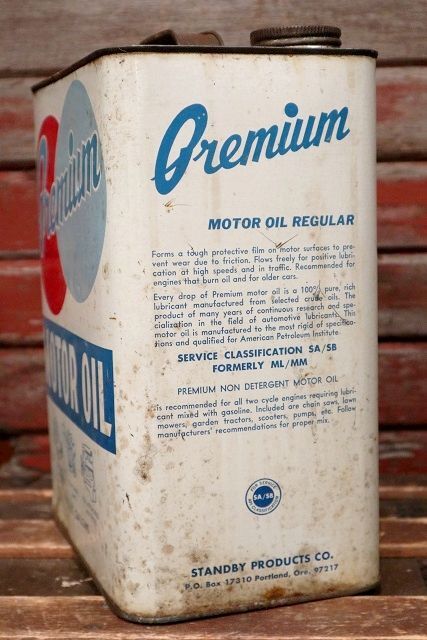 Premium
MOTOR OIL REGULAR
Forms a tough protective film on motor surfaces to pre-
vent wear due to friction. Flows freely for positive lubri-
cation at high speeds and in traffic. Recommended for
engines that burn oil and for older cars.
Every drop of Premium motor oil is a 100% pure, rich
lubricant manufactured from selected crude oils. The
product of many years of continuous research and spe-
cialization in the field of automotive lubricants. This
motor oil is manufactured to the most rigid of specifica-
tions and qualified for American Petroleum Institute
SERVICE CLASSIFICATION SA/SB
FORMERLY ML/MM
PREMIUM NON DETERGENT MOTOR OIL
is recommended for all two cycle engines requiring lubri-
cant mixed with gasoline. Included are chain saws, lawn
mowers, garden tractors, scooters, pumps, etc. Follow
manufacturers' recommendations for proper mix.
FOR SERVICE
SA/SB
API CLASSIFICATION
STANDBY PRODUCTS CO.
P.O. Box 17310 Portland, Ore. 97217
Premium
MOTOR OIL